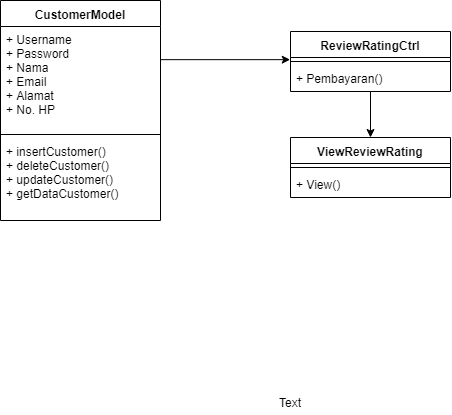 CustomerModel
+ Username
+ Password
+ Nama
+ Email
+ Alamat
+ No. HP
+ insertCustomer()
+ deleteCustomer()
+ updateCustomer()
+ getDataCustomer()
ReviewRatingCtrl
+ Pembayaran()
ViewReviewRating
+ View()
Text